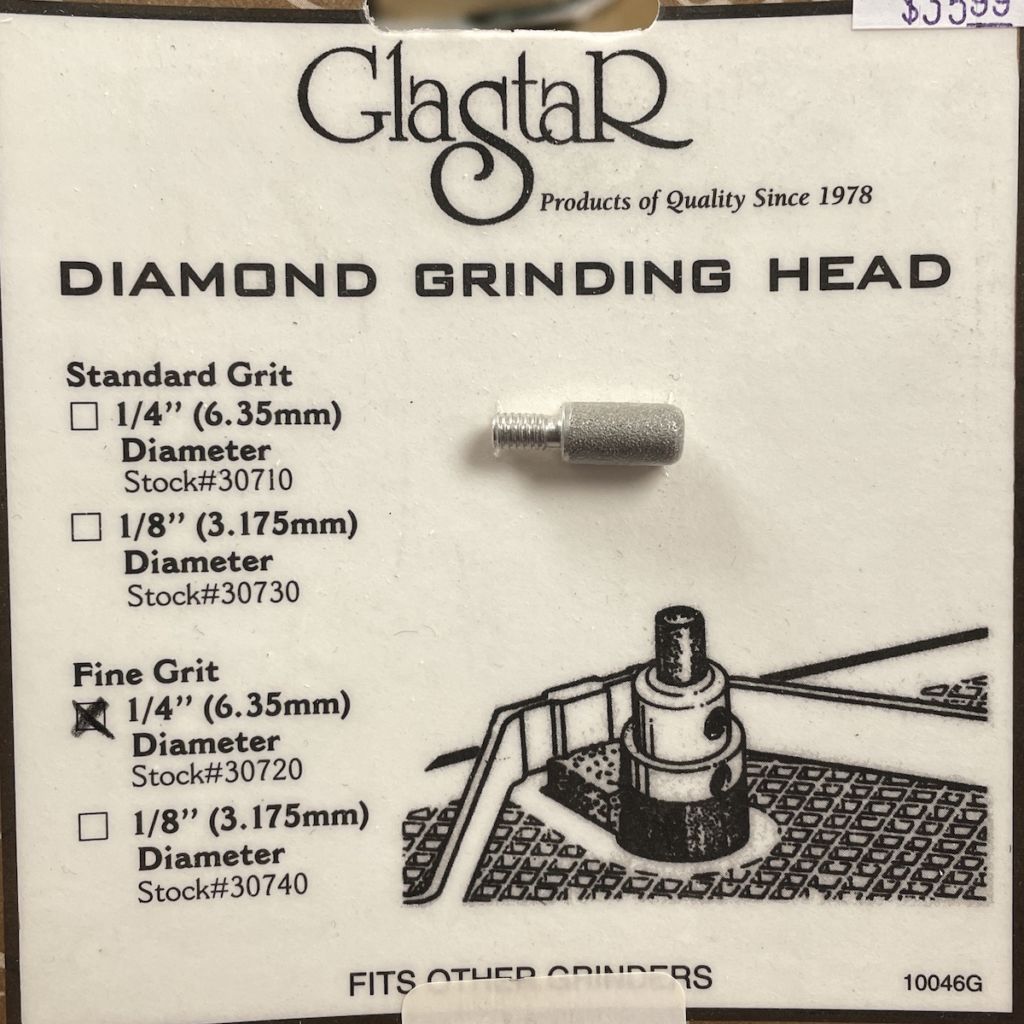 $35.99
GlastaR
Products of Quality Since 1978
DIAMOND GRINDING HEAD
Standard Grit
1/4” (6.35mm)
Diameter
Stock#30710
1/8” (3.175mm)
Diameter
Stock#30730
Fine Grit
1/4” (6.35mm)
Diameter
Stock#30720
1/8” (3.175mm)
Diameter
Stock#30740
FITS OTHER GRINDERS
10046G